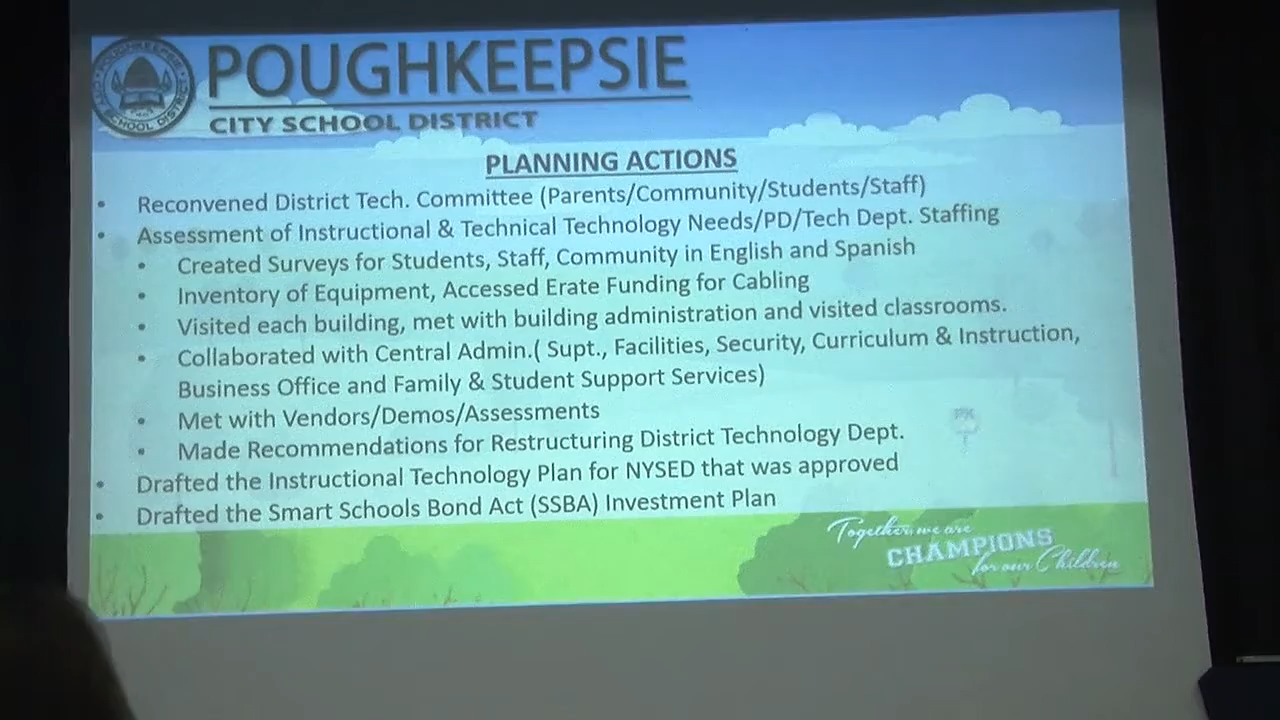 POUGHKEEPSIE
CITY SCHOOL DISTRICT
POUGHKEEPSIE
CITY SCHOOL DISTRICT
PLANNING ACTIONS
• Reconvened District Tech. Committee (Parents/Community/Students/Staff)
• Assessment of Instructional & Technical Technology Needs/PD/Tech Dept. Staffing
• Created Surveys for Students, Staff, Community in English and Spanish
• Inventory of Equipment, Accessed Erate Funding for Cabling
• Visited each building, met with building administration and visited classrooms.
• Collaborated with Central Admin.( Supt., Facilities, Security, Curriculum & Instruction,
Business Office and Family & Student Support Services)
• Met with Vendors/Demos/Assessments
• Made Recommendations for Restructuring District Technology Dept.
• Drafted the Instructional Technology Plan for NYSED that was approved
• Drafted the Smart Schools Bond Act (SSBA) Investment Plan
PK
Together, we are
CHAMPIONS
for our Children